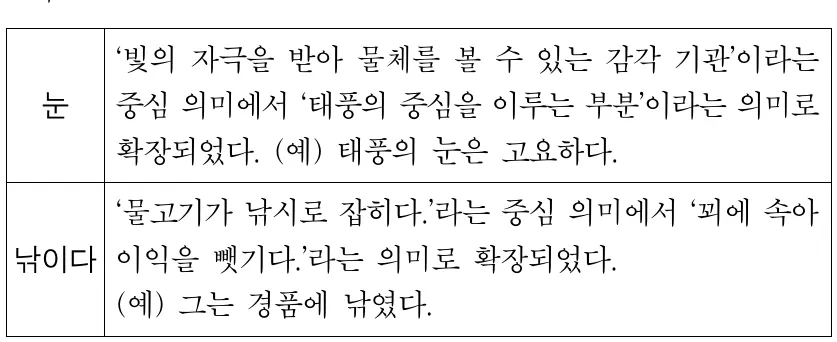 눈
‘빛의 자극을 받아 물체를 볼 수 있는 감각 기관’이라는
중심 의미에서 ‘태풍의 중심을 이루는 부분’이라는 의미로
확장되었다. (예) 태풍의 눈은 고요하다.
낚이다
‘물고기가 낚시로 잡히다.’라는 중심 의미에서 ‘꾀에 속아
이익을 뺏기다.’라는 의미로 확장되었다.
(예) 그는 경품에 낚였다.